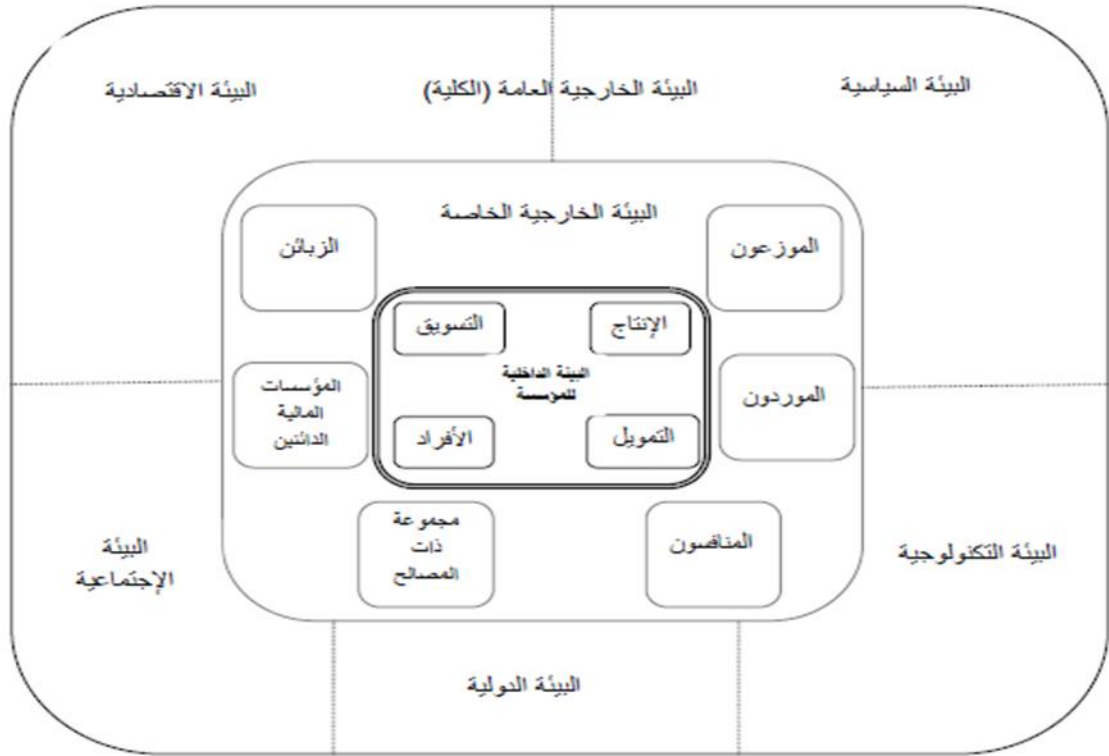 البيئة السياسية
البيئة الخارجية العامة (الكلية)
البيئة الاقتصادية
البيئة الخارجية الخاصة
الموزعون
الزبائن
الإنتاج
التسويق
البيئة الداخلية
للمؤسسة
الموردون
المؤسسات
المالية
الدائنين
التمويل
الأفراد
المنافسون
مجموعة
ذات
المصالح
البيئة التكنولوجية
البيئة
الإجتماعية
البيئة الدولية